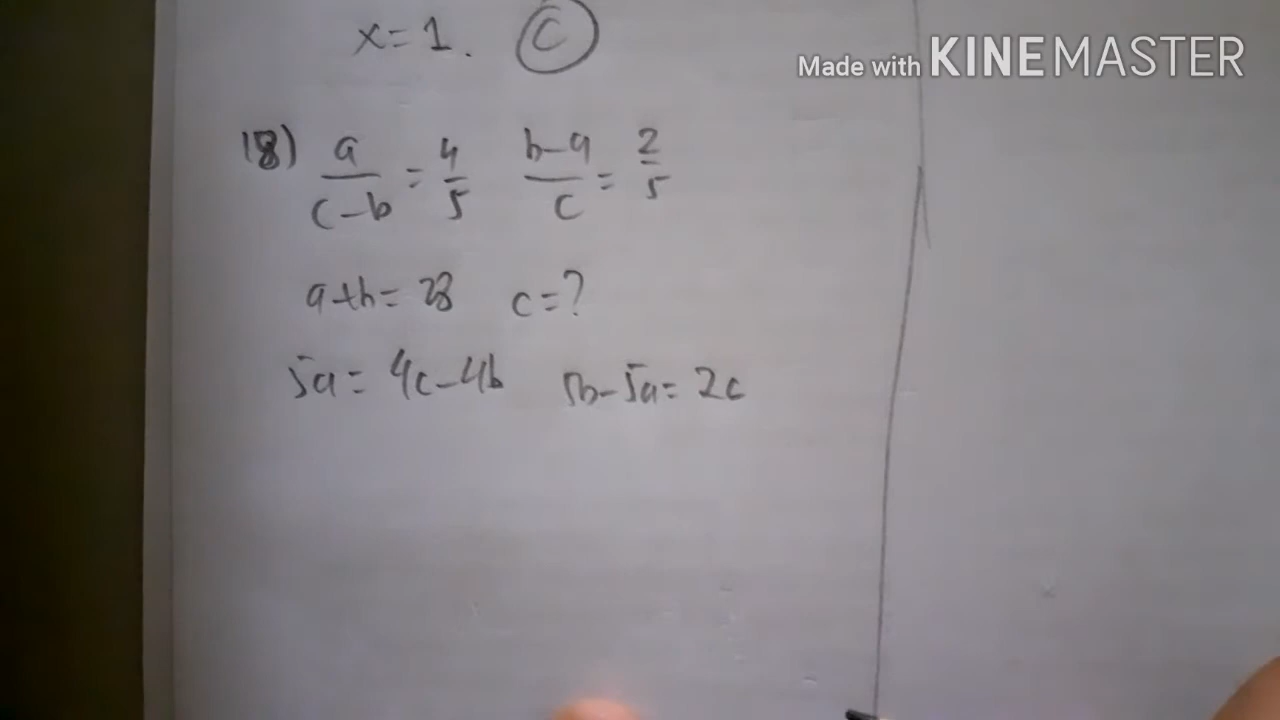 x=1. C
Made with KINEMASTER
18) a/(c-b) = 4/5 (b-a)/c = 2/5
a+b= 28 c=?
5a= 4c-4b 5b-5a= 2c